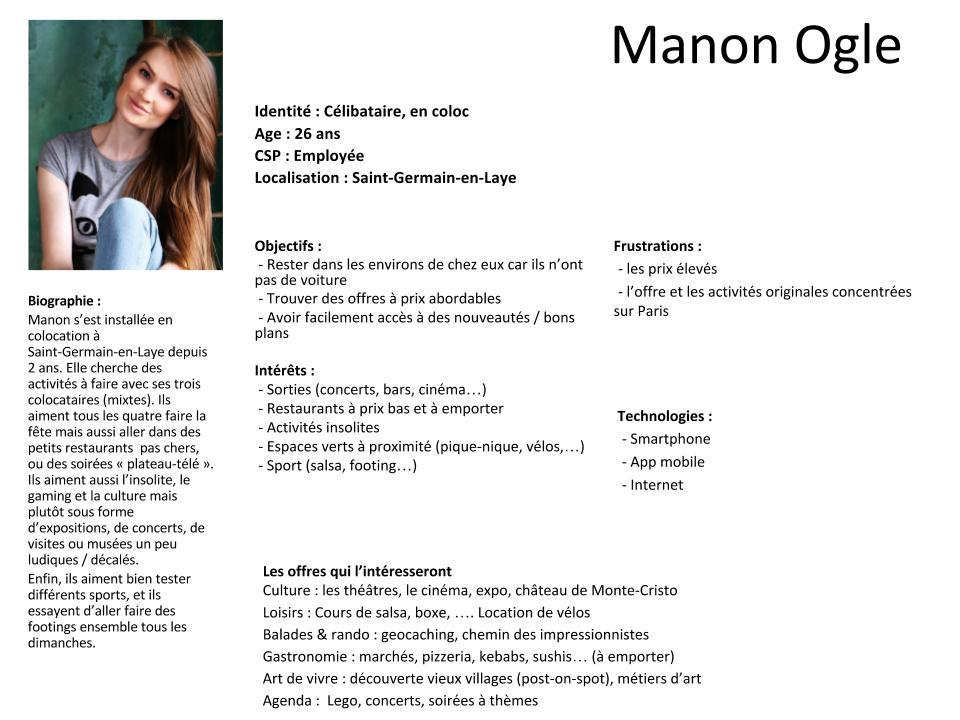 Manon Ogle
Identité : Célibataire, en coloc
Age : 26 ans
CSP : Employée
Localisation : Saint-Germain-en-Laye
Biographie :
Manon s’est installée en
colocation à
Saint-Germain-en-Laye depuis
2 ans. Elle cherche des
activités à faire avec ses trois
colocataires (mixtes). Ils
aiment tous les quatre faire la
fête mais aussi aller dans des
petits restaurants  pas chers,
ou des soirées « plateau-télé ».
Ils aiment aussi l’insolite, le
gaming et la culture mais
plutôt sous forme
d’expositions, de concerts, de
visites ou musées un peu
ludiques / décalés.
Enfin, ils aiment bien tester
différents sports, et ils
essayent d’aller faire des
footings ensemble tous les
dimanches.
Objectifs :
- Rester dans les environs de chez eux car ils n’ont
pas de voiture
- Trouver des offres à prix abordables
- Avoir facilement accès à des nouveautés / bons
plans
Intérêts :
- Sorties (concerts, bars, cinéma…)
- Restaurants à prix bas et à emporter
- Activités insolites
- Espaces verts à proximité (pique-nique, vélos,…)
- Sport (salsa, footing…)
Frustrations :
- les prix élevés
- l’offre et les activités originales concentrées
sur Paris
Technologies :
- Smartphone
- App mobile
- Internet
Les offres qui l’intéresseront
Culture : les théâtres, le cinéma, expo, château de Monte-Cristo
Loisirs : Cours de salsa, boxe, …. Location de vélos
Balades & rando : geocaching, chemin des impressionnistes
Gastronomie : marchés, pizzeria, kebabs, sushis… (à emporter)
Art de vivre : découverte vieux villages (post-on-spot), métiers d’art
Agenda :  Lego, concerts, soirées à thèmes